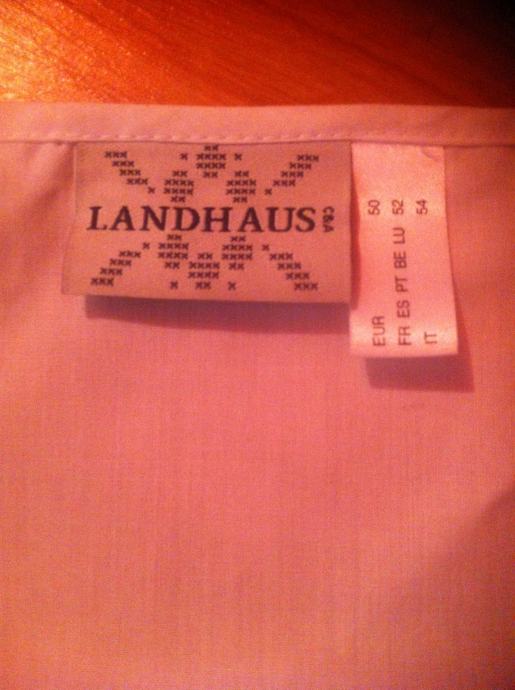 LANDHAUS
C&A
EUR 50
FR ES PT BE LU 52
IT 54